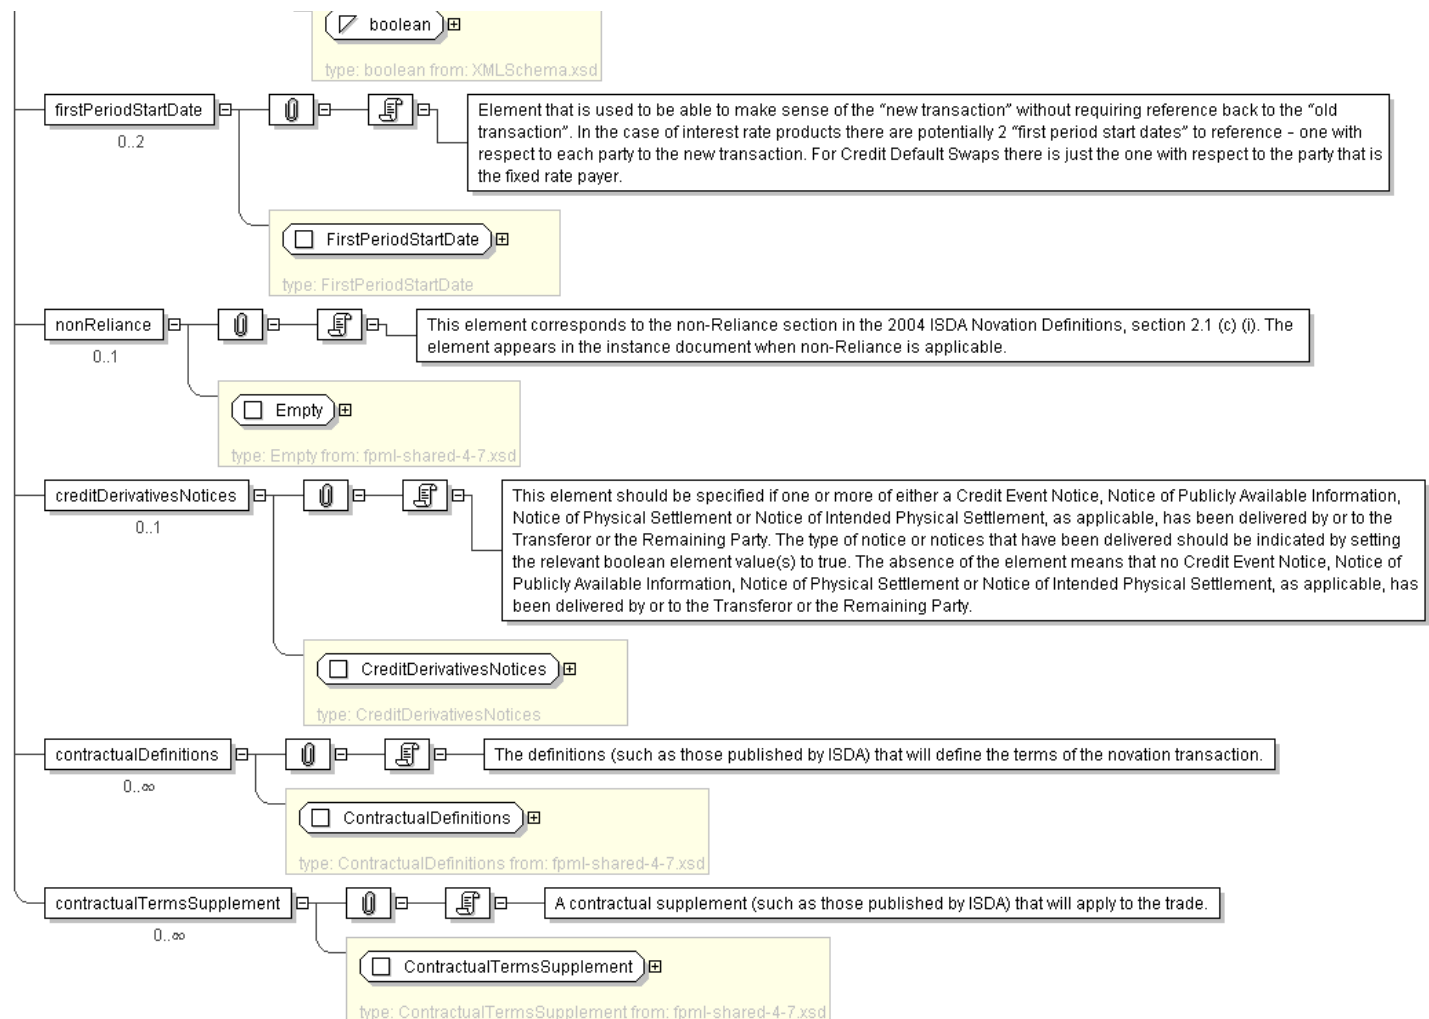 boolean
type: boolean from: XMLSchema.xsd
firstPeriodStartDate
0..2
Element that is used to be able to make sense of the “new transaction” without requiring reference back to the “old
transaction”. In the case of interest rate products there are potentially 2 “first period start dates” to reference – one with
respect to each party to the new transaction. For Credit Default Swaps there is just the one with respect to the party that is
the fixed rate payer.
FirstPeriodStartDate
type: FirstPeriodStartDate
nonReliance
0..1
This element corresponds to the non-Reliance section in the 2004 ISDA Novation Definitions, section 2.1 (c) (i). The
element appears in the instance document when non-Reliance is applicable.
Empty
type: Empty from: fpml-shared-4-7.xsd
creditDerivativesNotices
0..1
This element should be specified if one or more of either a Credit Event Notice, Notice of Publicly Available Information,
Notice of Physical Settlement or Notice of Intended Physical Settlement, as applicable, has been delivered by or to the
Transferor or the Remaining Party. The type of notice or notices that have been delivered should be indicated by setting
the relevant boolean element value(s) to true. The absence of the element means that no Credit Event Notice, Notice of
Publicly Available Information, Notice of Physical Settlement or Notice of Intended Physical Settlement, as applicable, has
been delivered by or to the Transferor or the Remaining Party.
CreditDerivativesNotices
type: CreditDerivativesNotices
contractualDefinitions
0..∞
The definitions (such as those published by ISDA) that will define the terms of the novation transaction.
ContractualDefinitions
type: ContractualDefinitions from: fpml-shared-4-7.xsd
contractualTermsSupplement
0..∞
A contractual supplement (such as those published by ISDA) that will apply to the trade.
ContractualTermsSupplement
type: ContractualTermsSupplement from: fpml-shared-4-7.xsd